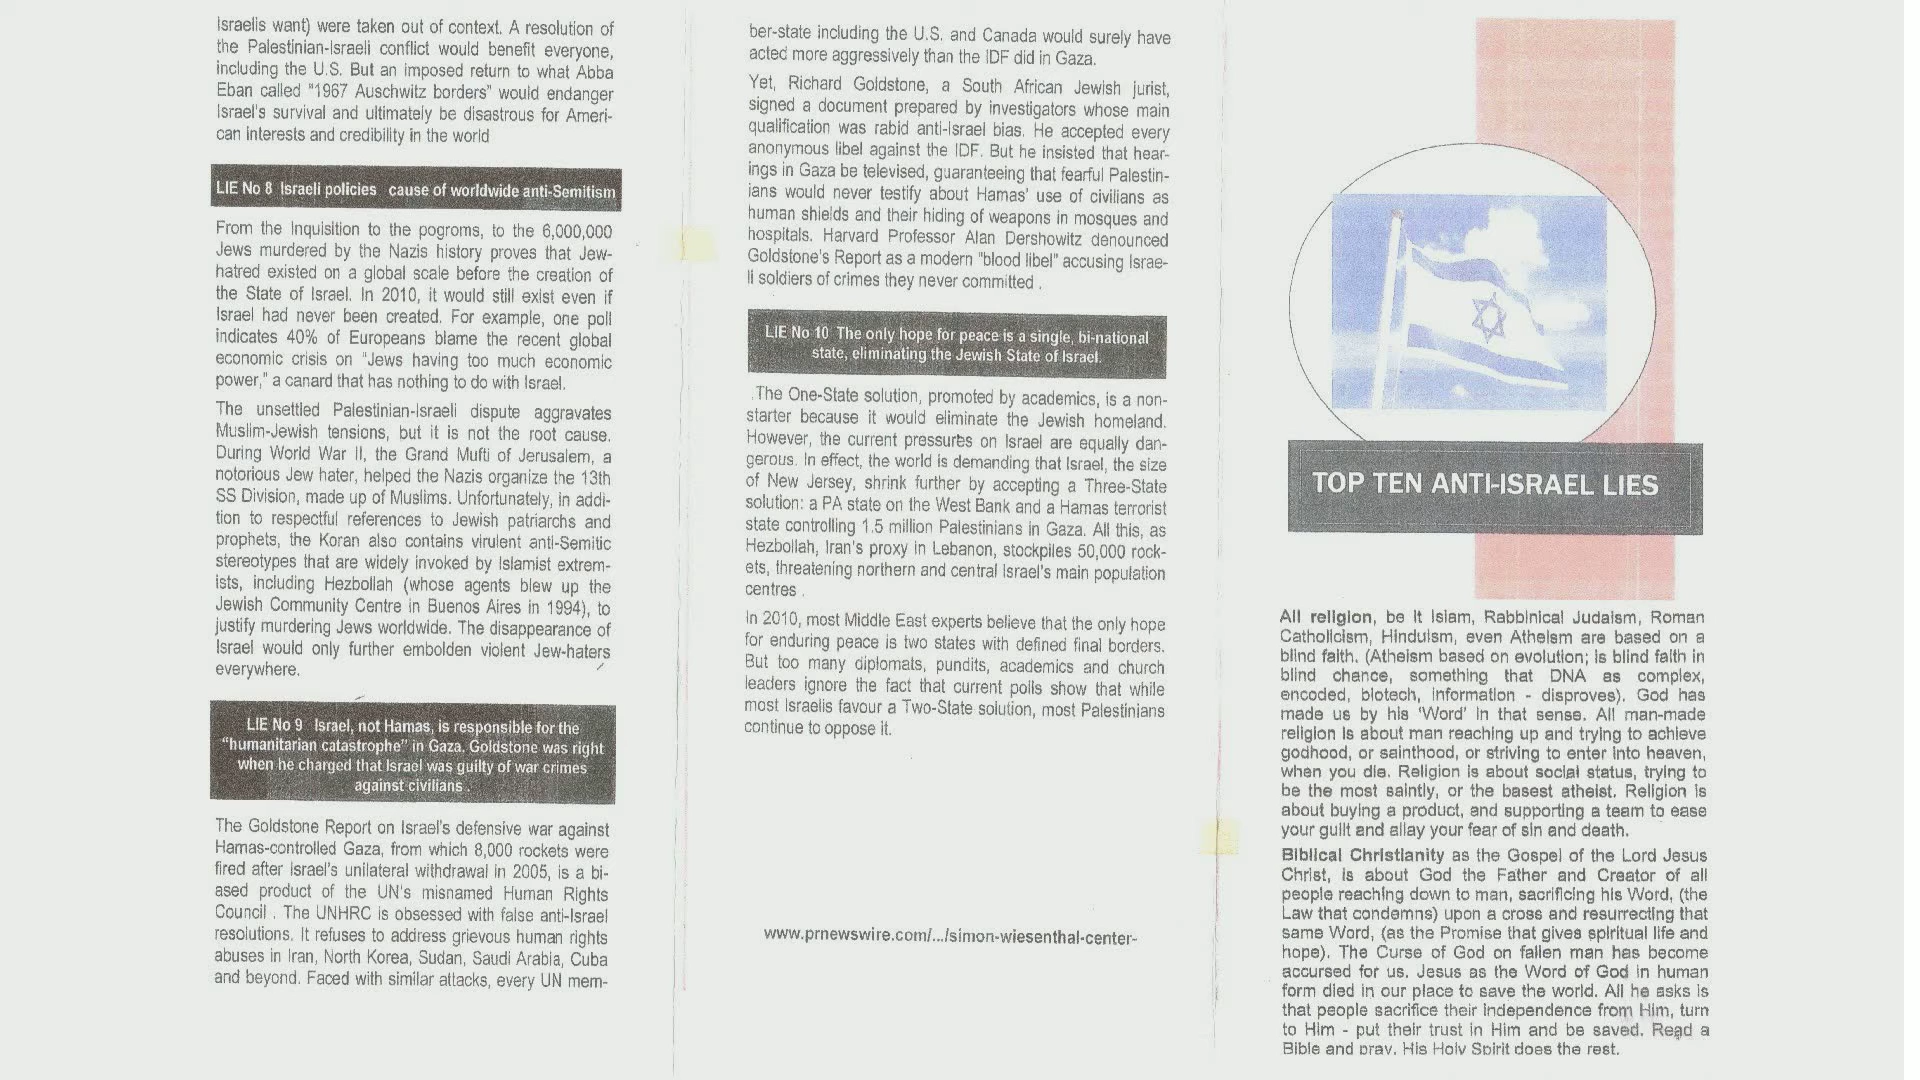 Israelis want) were taken out of context. A resolution of
the Palestinian-Israeli conflict would benefit everyone,
including the U.S. But an imposed return to what Abba
Eban called "1967 Auschwitz borders" would endanger
Israel's survival and ultimately be disastrous for Ameri-
can interests and credibility in the world
LIE No 8 Israeli policies cause of worldwide anti-Semitism
From the Inquisition to the pogroms, to the 6,000,000
Jews murdered by the Nazis history proves that Jew-
hatred existed on a global scale before the creation of
the State of Israel. In 2010, it would still exist even if
Israel had never been created. For example, one poll
indicates 40% of Europeans blame the recent global
economic crisis on "Jews having too much economic
power," a canard that has nothing to do with Israel.
The unsettled Palestinian-Israeli dispute aggravates
Muslim-Jewish tensions, but it is not the root cause.
During World War II, the Grand Mufti of Jerusalem, a
notorious Jew hater, helped the Nazis organize the 13th
SS Division, made up of Muslims. Unfortunately, in addi-
tion to respectful references to Jewish patriarchs and
prophets, the Koran also contains virulent anti-Semitic
stereotypes that are widely invoked by Islamist extrem-
ists, including Hezbollah (whose agents blew up the
Jewish Community Centre in Buenos Aires in 1994), to
justify murdering Jews worldwide. The disappearance of
Israel would only further embolden violent Jew-haters
everywhere.
LIE No 9 Israel, not Hamas, is responsible for the
"humanitarian catastrophe" in Gaza. Goldstone was right
when he charged that Israel was guilty of war crimes
against civilians .
The Goldstone Report on Israel's defensive war against
Hamas-controlled Gaza, from which 8,000 rockets were
fired after Israel's unilateral withdrawal in 2005, is a bi-
ased product of the UN's misnamed Human Rights
Council . The UNHRC is obsessed with false anti-Israel
resolutions. It refuses to address grievous human rights
abuses in Iran, North Korea, Sudan, Saudi Arabia, Cuba
and beyond. Faced with similar attacks, every UN mem-
ber-state including the U.S. and Canada would surely have
acted more aggressively than the IDF did in Gaza.
Yet, Richard Goldstone, a South African Jewish jurist,
signed a document prepared by investigators whose main
qualification was rabid anti-Israel bias. He accepted every
anonymous libel against the IDF. But he insisted that hear-
ings in Gaza be televised, guaranteeing that fearful Palestin-
ians would never testify about Hamas' use of civilians as
human shields and their hiding of weapons in mosques and
hospitals. Harvard Professor Alan Dershowitz denounced
Goldstone's Report as a modern "blood libel" accusing Israe-
li soldiers of crimes they never committed .
LIE No 10 The only hope for peace is a single, bi-national
state, eliminating the Jewish State of Israel.
.The One-State solution, promoted by academics, is a non-
starter because it would eliminate the Jewish homeland.
However, the current pressures on Israel are equally dan-
gerous. In effect, the world is demanding that Israel, the size
of New Jersey, shrink further by accepting a Three-State
solution: a PA state on the West Bank and a Hamas terrorist
state controlling 1.5 million Palestinians in Gaza. All this, as
Hezbollah, Iran's proxy in Lebanon, stockpiles 50,000 rock-
ets, threatening northern and central Israel's main population
centres .
In 2010, most Middle East experts believe that the only hope
for enduring peace is two states with defined final borders.
But too many diplomats, pundits, academics and church
leaders ignore the fact that current polls show that while
most Israelis favour a Two-State solution, most Palestinians
continue to oppose it.
www.prnewswire.com/.../simon-wiesenthal-center-
TOP TEN ANTI-ISRAEL LIES
All religion, be it Islam, Rabbinical Judaism, Roman
Catholicism, Hinduism, even Atheism are based on a
blind faith. (Atheism based on evolution; is blind faith in
blind chance, something that DNA as complex,
encoded, biotech, information - disproves). God has
made us by his 'Word' in that sense. All man-made
religion is about man reaching up and trying to achieve
godhood, or sainthood, or striving to enter into heaven,
when you die. Religion is about social status, trying to
be the most saintly, or the basest atheist. Religion is
about buying a product, and supporting a team to ease
your guilt and allay your fear of sin and death.
Biblical Christianity as the Gospel of the Lord Jesus
Christ, is about God the Father and Creator of all
people reaching down to man, sacrificing his Word, (the
Law that condemns) upon a cross and resurrecting that
same Word, (as the Promise that gives spiritual life and
hope). The Curse of God on fallen man has become
accursed for us. Jesus as the Word of God in human
form died in our place to save the world. All he asks is
that people sacrifice their independence from Him, turn
to Him - put their trust in Him and be saved. Read a
Bible and pray. His Holy Spirit does the rest.